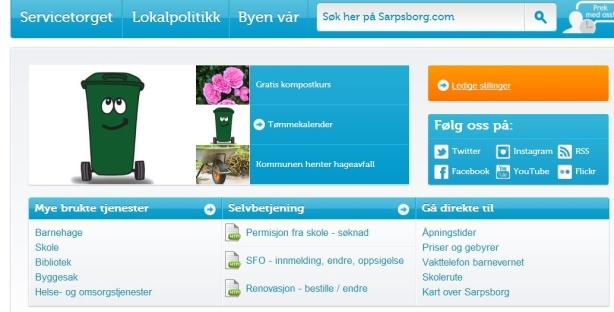 Servicetorget
Lokalpolitikk
Byen vår
Søk her på Sarpsborg.com
Prek
med oss!
Gratis kompostkurs
Tømmekalender
Kommunen henter hageavfall
Ledige stillinger
Følg oss på:
Twitter
Instagram
RSS
Facebook
YouTube
Flickr
Mye brukte tjenester
Barnehage
Skole
Bibliotek
Byggesak
Helse- og omsorgstjenester
Selvbetjening
Permisjon fra skole - søknad
SFO - innmelding, endre, oppsigelse
Renovasjon - bestille / endre
Gå direkte til
Åpningstider
Priser og gebyrer
Vakttelefon barnevernet
Skolerute
Kart over Sarpsborg